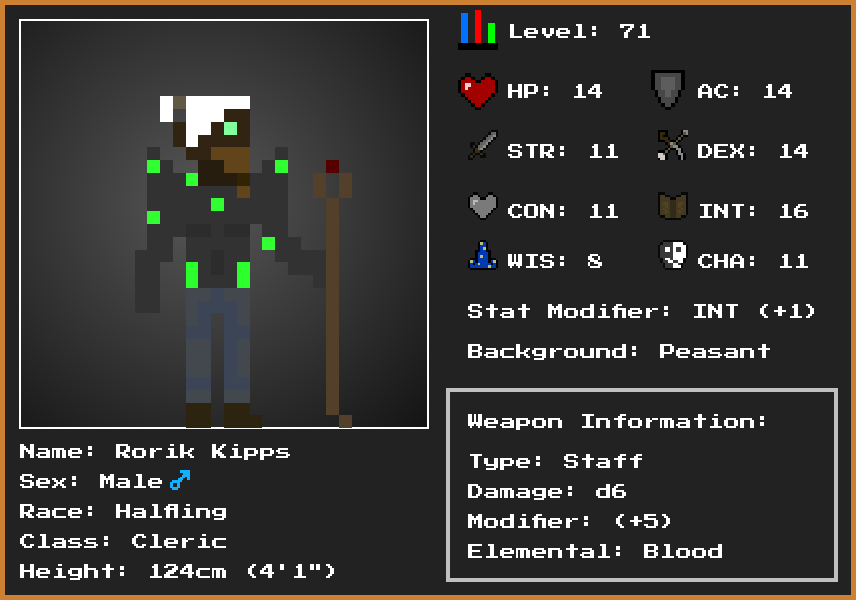 Level: 71
HP: 14
AC: 14
STR: 11
DEX: 14
CON: 11
INT: 16
WIS: 8
CHA: 11
Stat Modifier: INT (+1)
Background: Peasant
Weapon Information:
Type: Staff
Damage: d6
Modifier: (+5)
Elemental: Blood
Name: Rorik Kipps
Sex: Male♂
Race: Halfling
Class: Cleric
Height: 124cm (4'1")